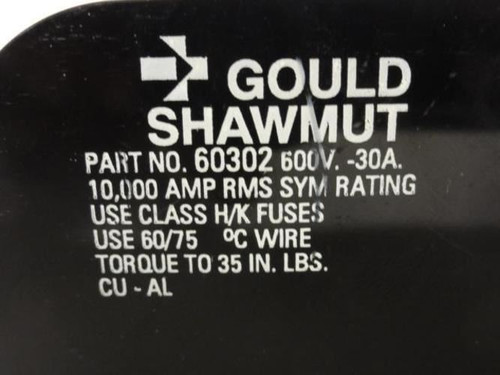 GOULD
SHAWMUT
PART NO. 60302 600V. -30A.
10,000 AMP RMS SYM RATING
USE CLASS H/K FUSES
USE 60/75 ºC WIRE
TORQUE TO 35 IN. LBS.
CU - AL